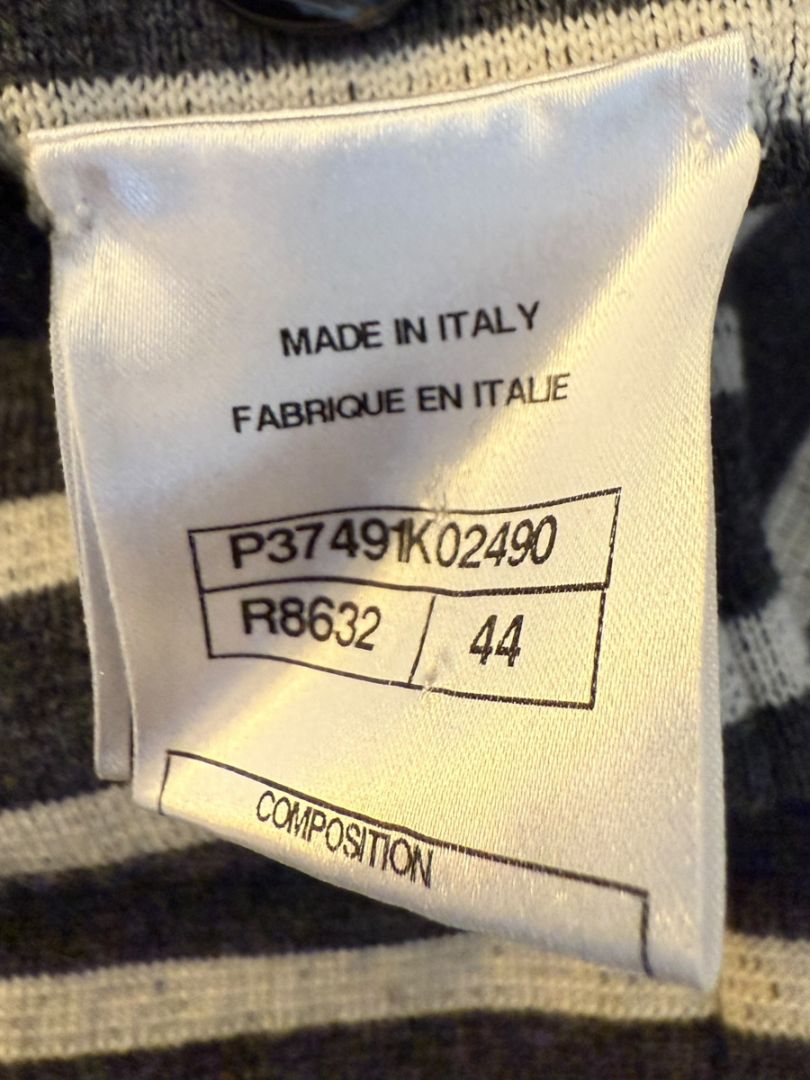 MADE IN ITALY
FABRIQUE EN ITALIE
P37491K02490
R8632 44
COMPOSITION